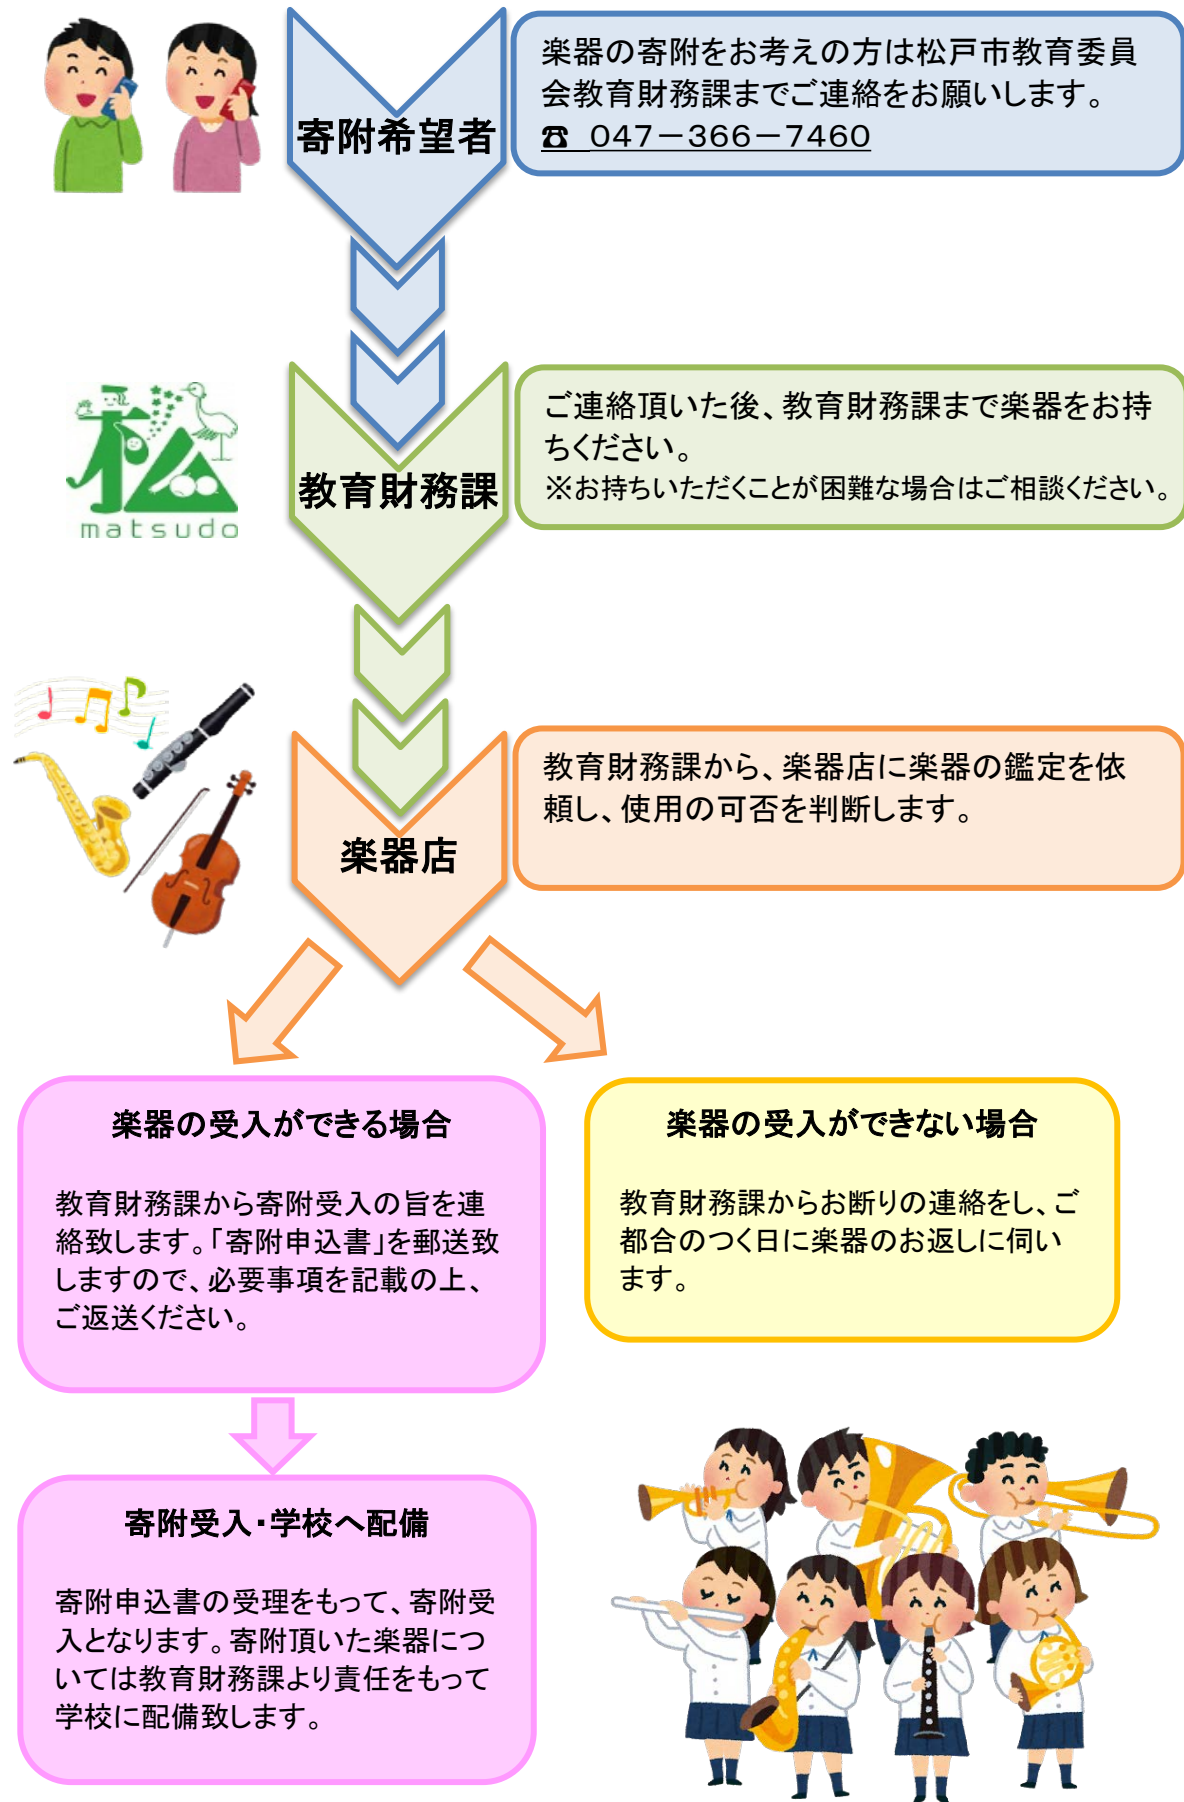 楽器の寄附をお考えの方は松戸市教育委員
会教育財務課までご連絡をお願いします。
☎ 047－366－7460
寄附希望者
ご連絡頂いた後、教育財務課まで楽器をお持
ちください。
※お持ちいただくことが困難な場合はご相談ください。
教育財務課
松
matsudo
教育財務課から、楽器店に楽器の鑑定を依
頼し、使用の可否を判断します。
楽器店
楽器の受入ができる場合
教育財務課から寄附受入の旨を連
絡致します。「寄附申込書」を郵送致
しますので、必要事項を記載の上、
ご返送ください。
楽器の受入ができない場合
教育財務課からお断りの連絡をし、ご
都合のつく日に楽器のお返しに伺い
ます。
寄附受入・学校へ配備
寄附申込書の受理をもって、寄附受
入となります。寄附頂いた楽器につ
いては教育財務課より責任をもって
学校に配備致します。